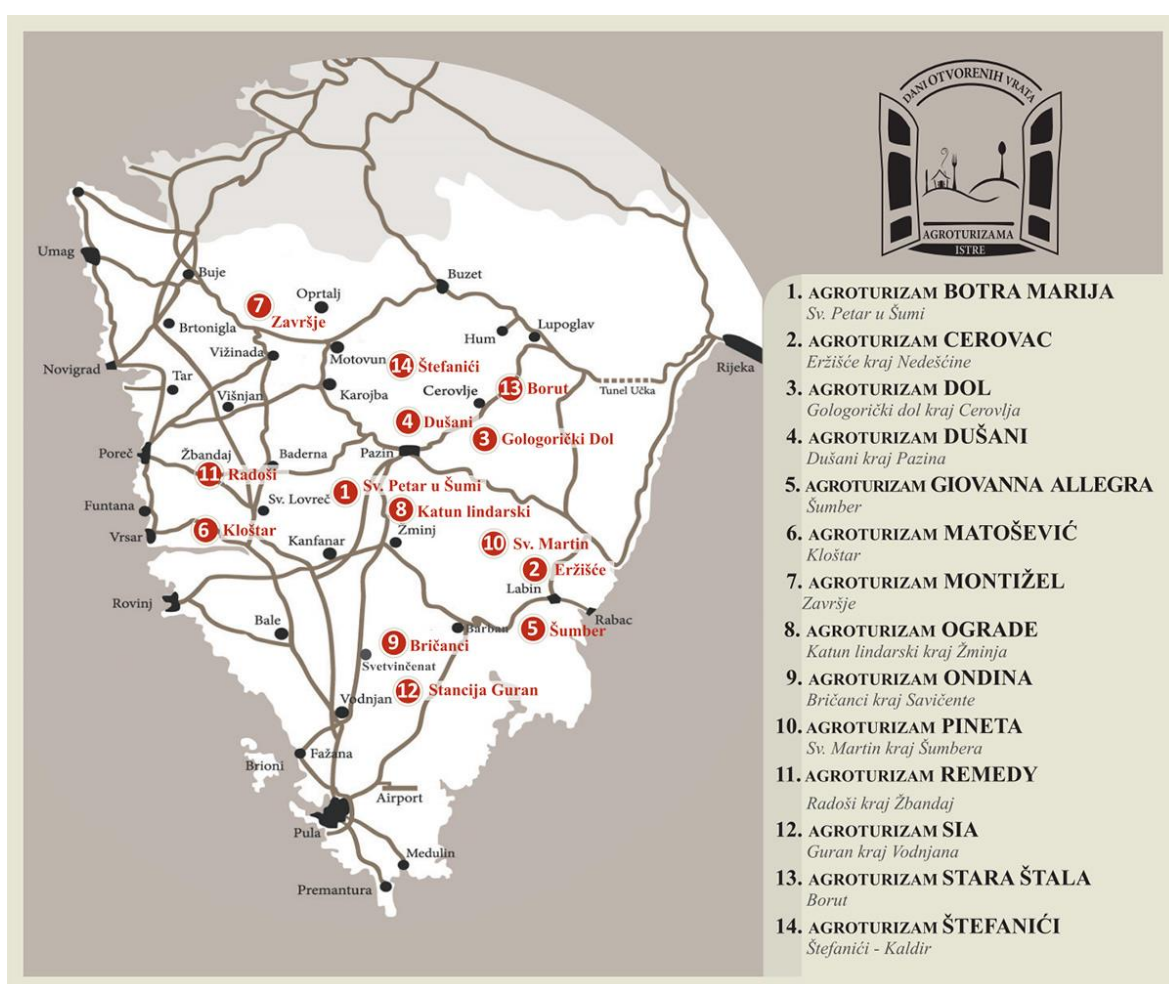 DANI OTVORENIH VRATA
AGROTURIZAMA
ISTRE
Umag
Buje
Buzet
7
Oprtalj
Završje
Brtonigla
Hum
Lupoglav
Vižinada
Motovun
14
Štefanići
Novigrad
Rijeka
Tar
Karojba
Cerovlje
13
Borut
Tunel Učka
Višnjan
4
Dušani
3
Gologorički Dol
Poreč
Žbandaj
Baderna
Pazin
11
Radoši
1
Sv. Petar u Šumi
Sv. Lovreč
Funtana
8
Katun lindarski
Vrsar
6
Kloštar
Kanfanar
Žminj
10
Sv. Martin
2
Eržišće
Labin
Rovinj
Rabac
Bale
Barban
5
Šumber
9
Bričanci
Svetvinčenat
12
Stancija Guran
Vodnjan
Fažana
Brioni
Airport
Pula
Medulin
Premantura
1. AGROTURIZAM BOTRA MARIJA
Sv. Petar u Šumi
2. AGROTURIZAM CEROVAC
Eržišće kraj Nedešćine
3. AGROTURIZAM DOL
Gologorički dol kraj Cerovlja
4. AGROTURIZAM DUŠANI
Dušani kraj Pazina
5. AGROTURIZAM GIOVANNA ALLEGRA
Šumber
6. AGROTURIZAM MATOŠEVIĆ
Kloštar
7. AGROTURIZAM MONTIŽEL
Završje
8. AGROTURIZAM OGRADE
Katun lindarski kraj Žminja
9. AGROTURIZAM ONDINA
Bričanci kraj Savičente
10. AGROTURIZAM PINETA
Sv. Martin kraj Šumbera
11. AGROTURIZAM REMEDY
Radoši kraj Žbandaj
12. AGROTURIZAM SIA
Guran kraj Vodnjana
13. AGROTURIZAM STARA ŠTALA
Borut
14. AGROTURIZAM ŠTEFANIĆI
Štefanići - Kaldir